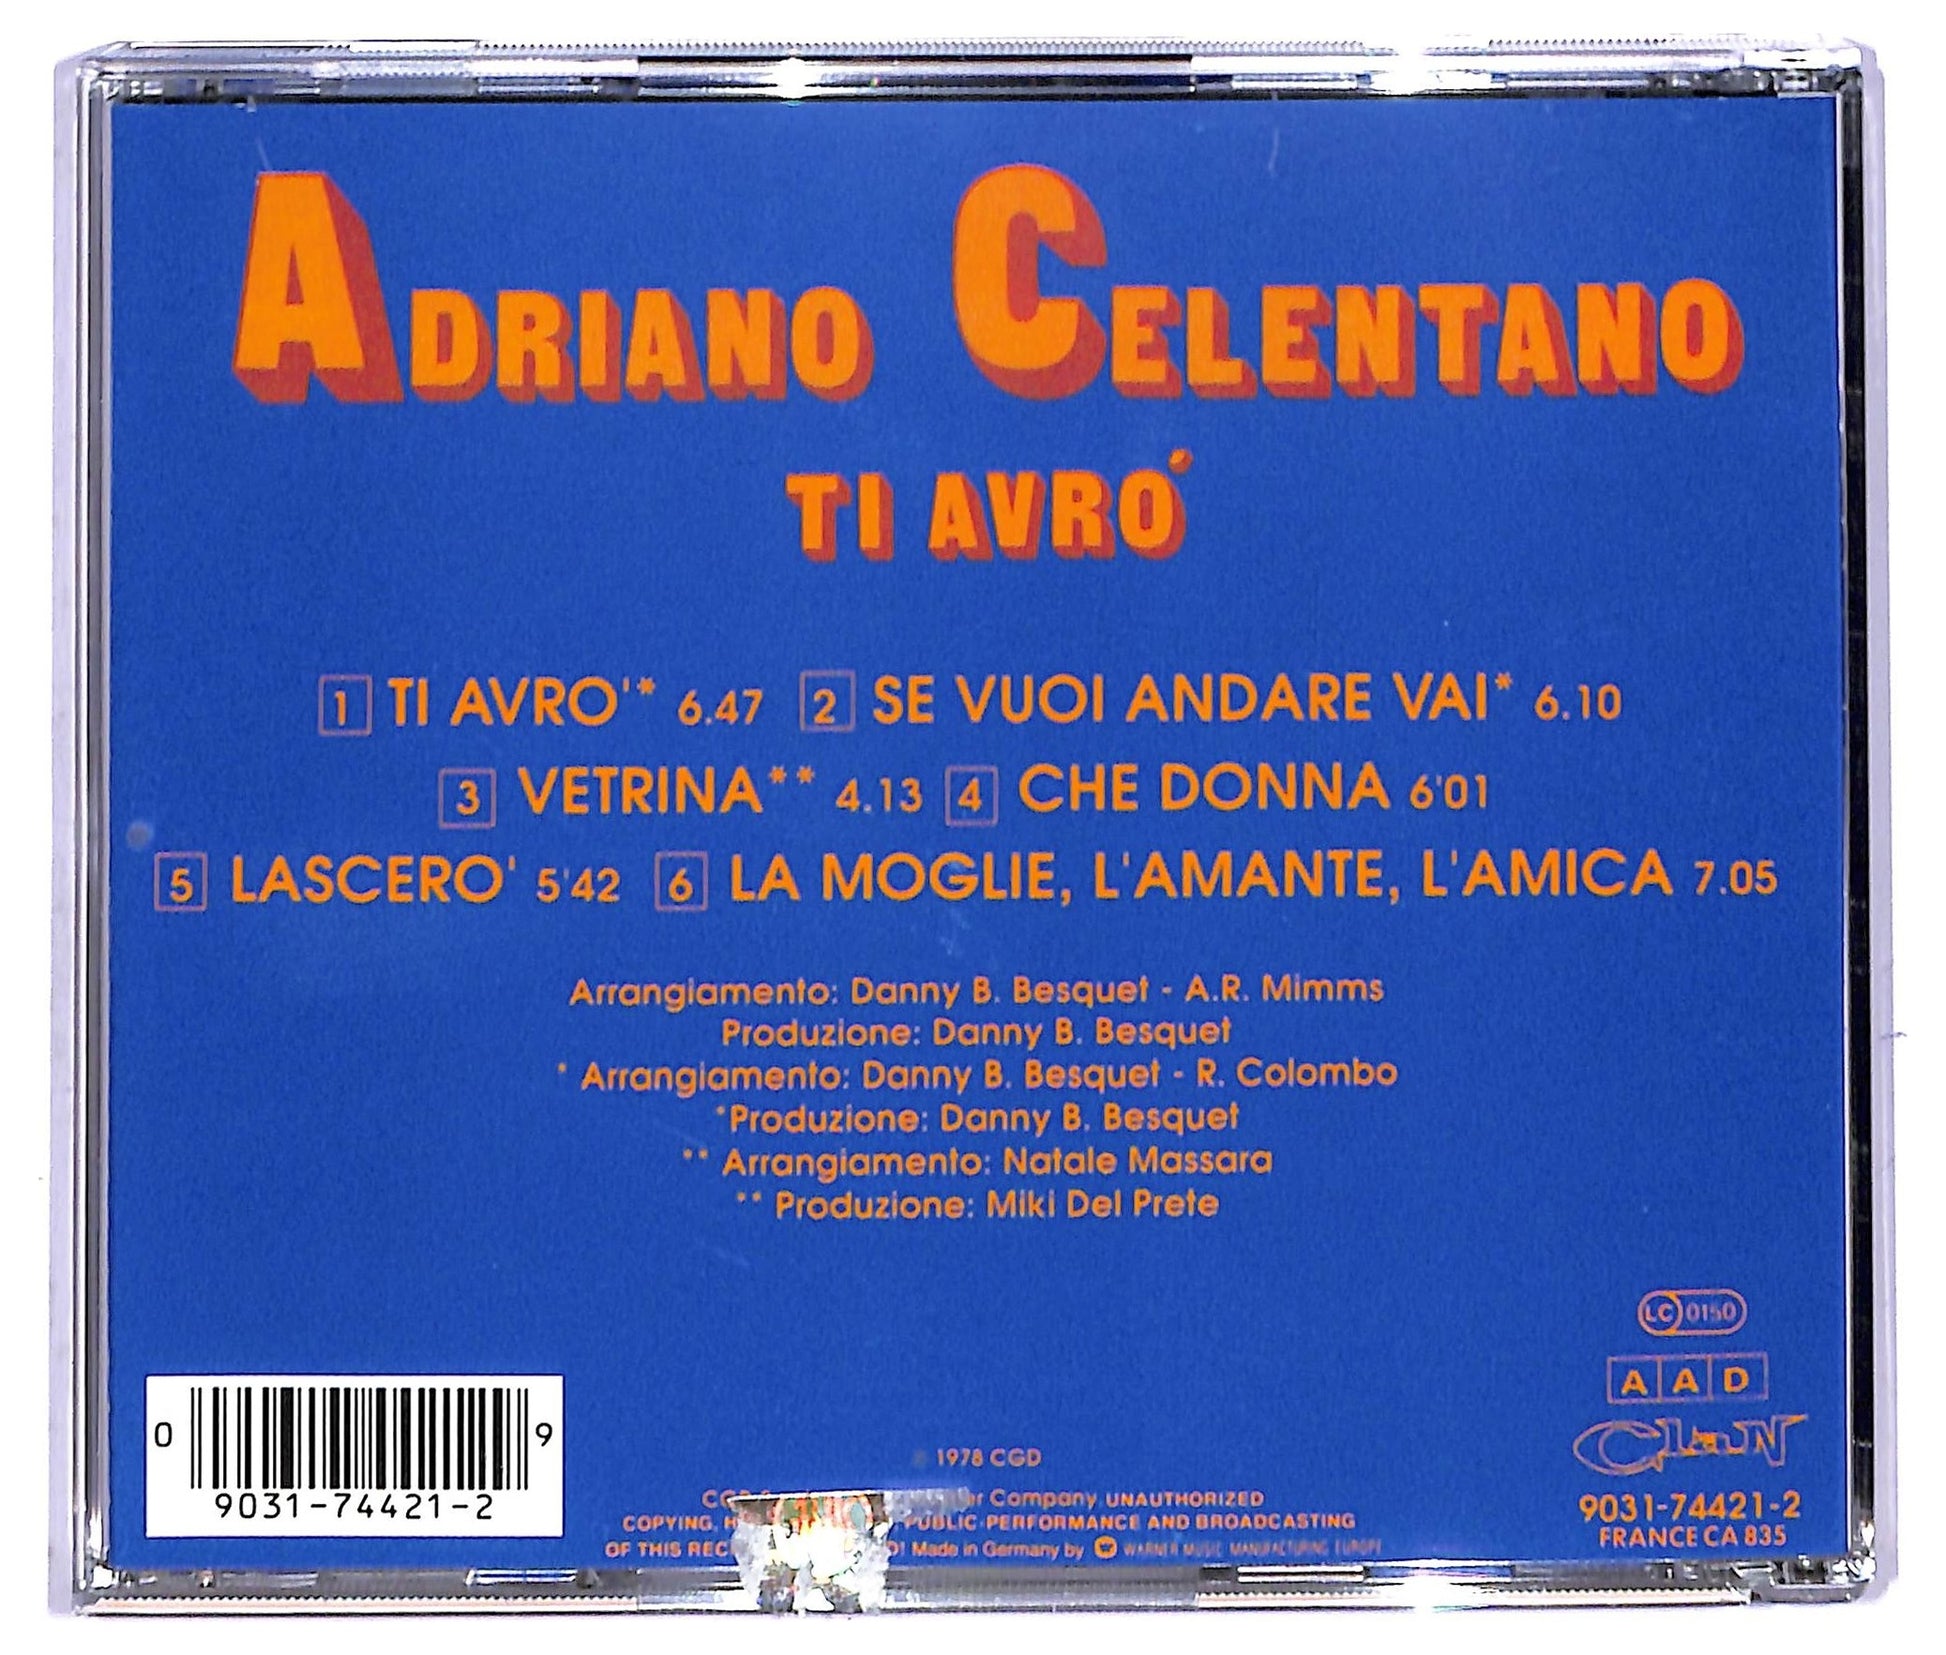 ADRIANO CELENTANO
TI AVRO'
1 TI AVRO'* 6.47 2 SE VUOI ANDARE VAI* 6.10
3 VETRINA** 4.13 4 CHE DONNA 6'01
5 LASCERO' 5'42 6 LA MOGLIE, L'AMANTE, L'AMICA 7.05
Arrangiamento: Danny B. Besquet - A.R. Mimms
Produzione: Danny B. Besquet
* Arrangiamento: Danny B. Besquet - R. Colombo
*Produzione: Danny B. Besquet
** Arrangiamento: Natale Massara
** Produzione: Miki Del Prete
LC 0150
A A D
Clan
9031-74421-2
FRANCE CA 835
0 9
9031-74421-2
1978 CGD
Company. UNAUTHORIZED
COPYING, PUBLIC PERFORMANCE AND BROADCASTING
OF THIS Made in Germany by WARNER MUSIC MANUFACTURING EUROPE